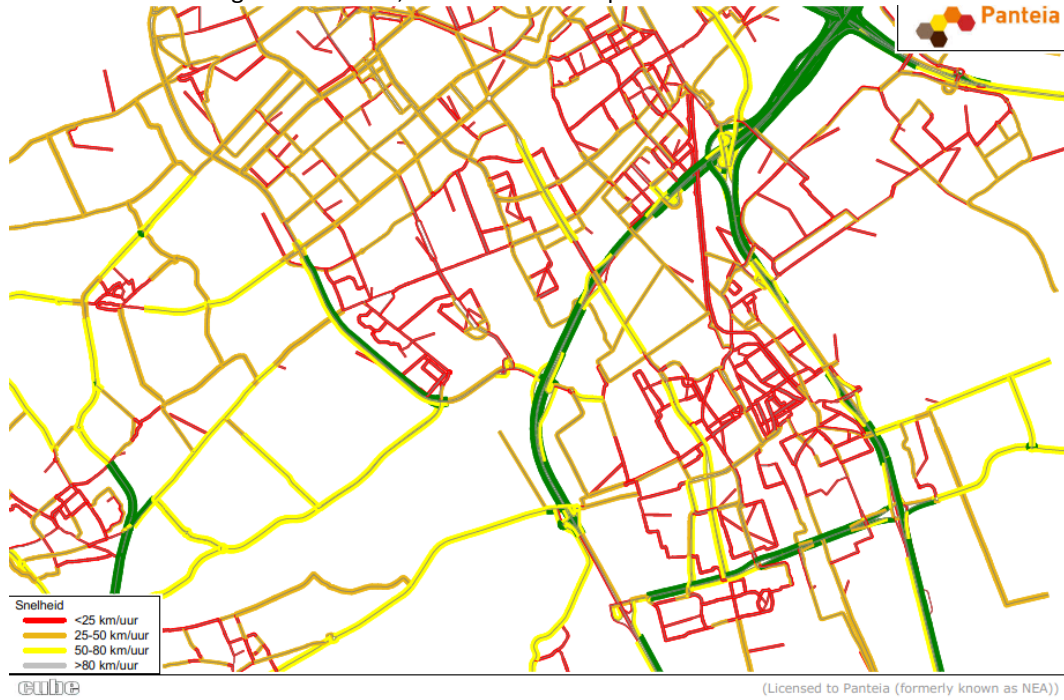 Panteia
Snelheid
<25 km/uur
25-50 km/uur
50-80 km/uur
>80 km/uur
cube
(Licensed to Panteia (formerly known as NEA))